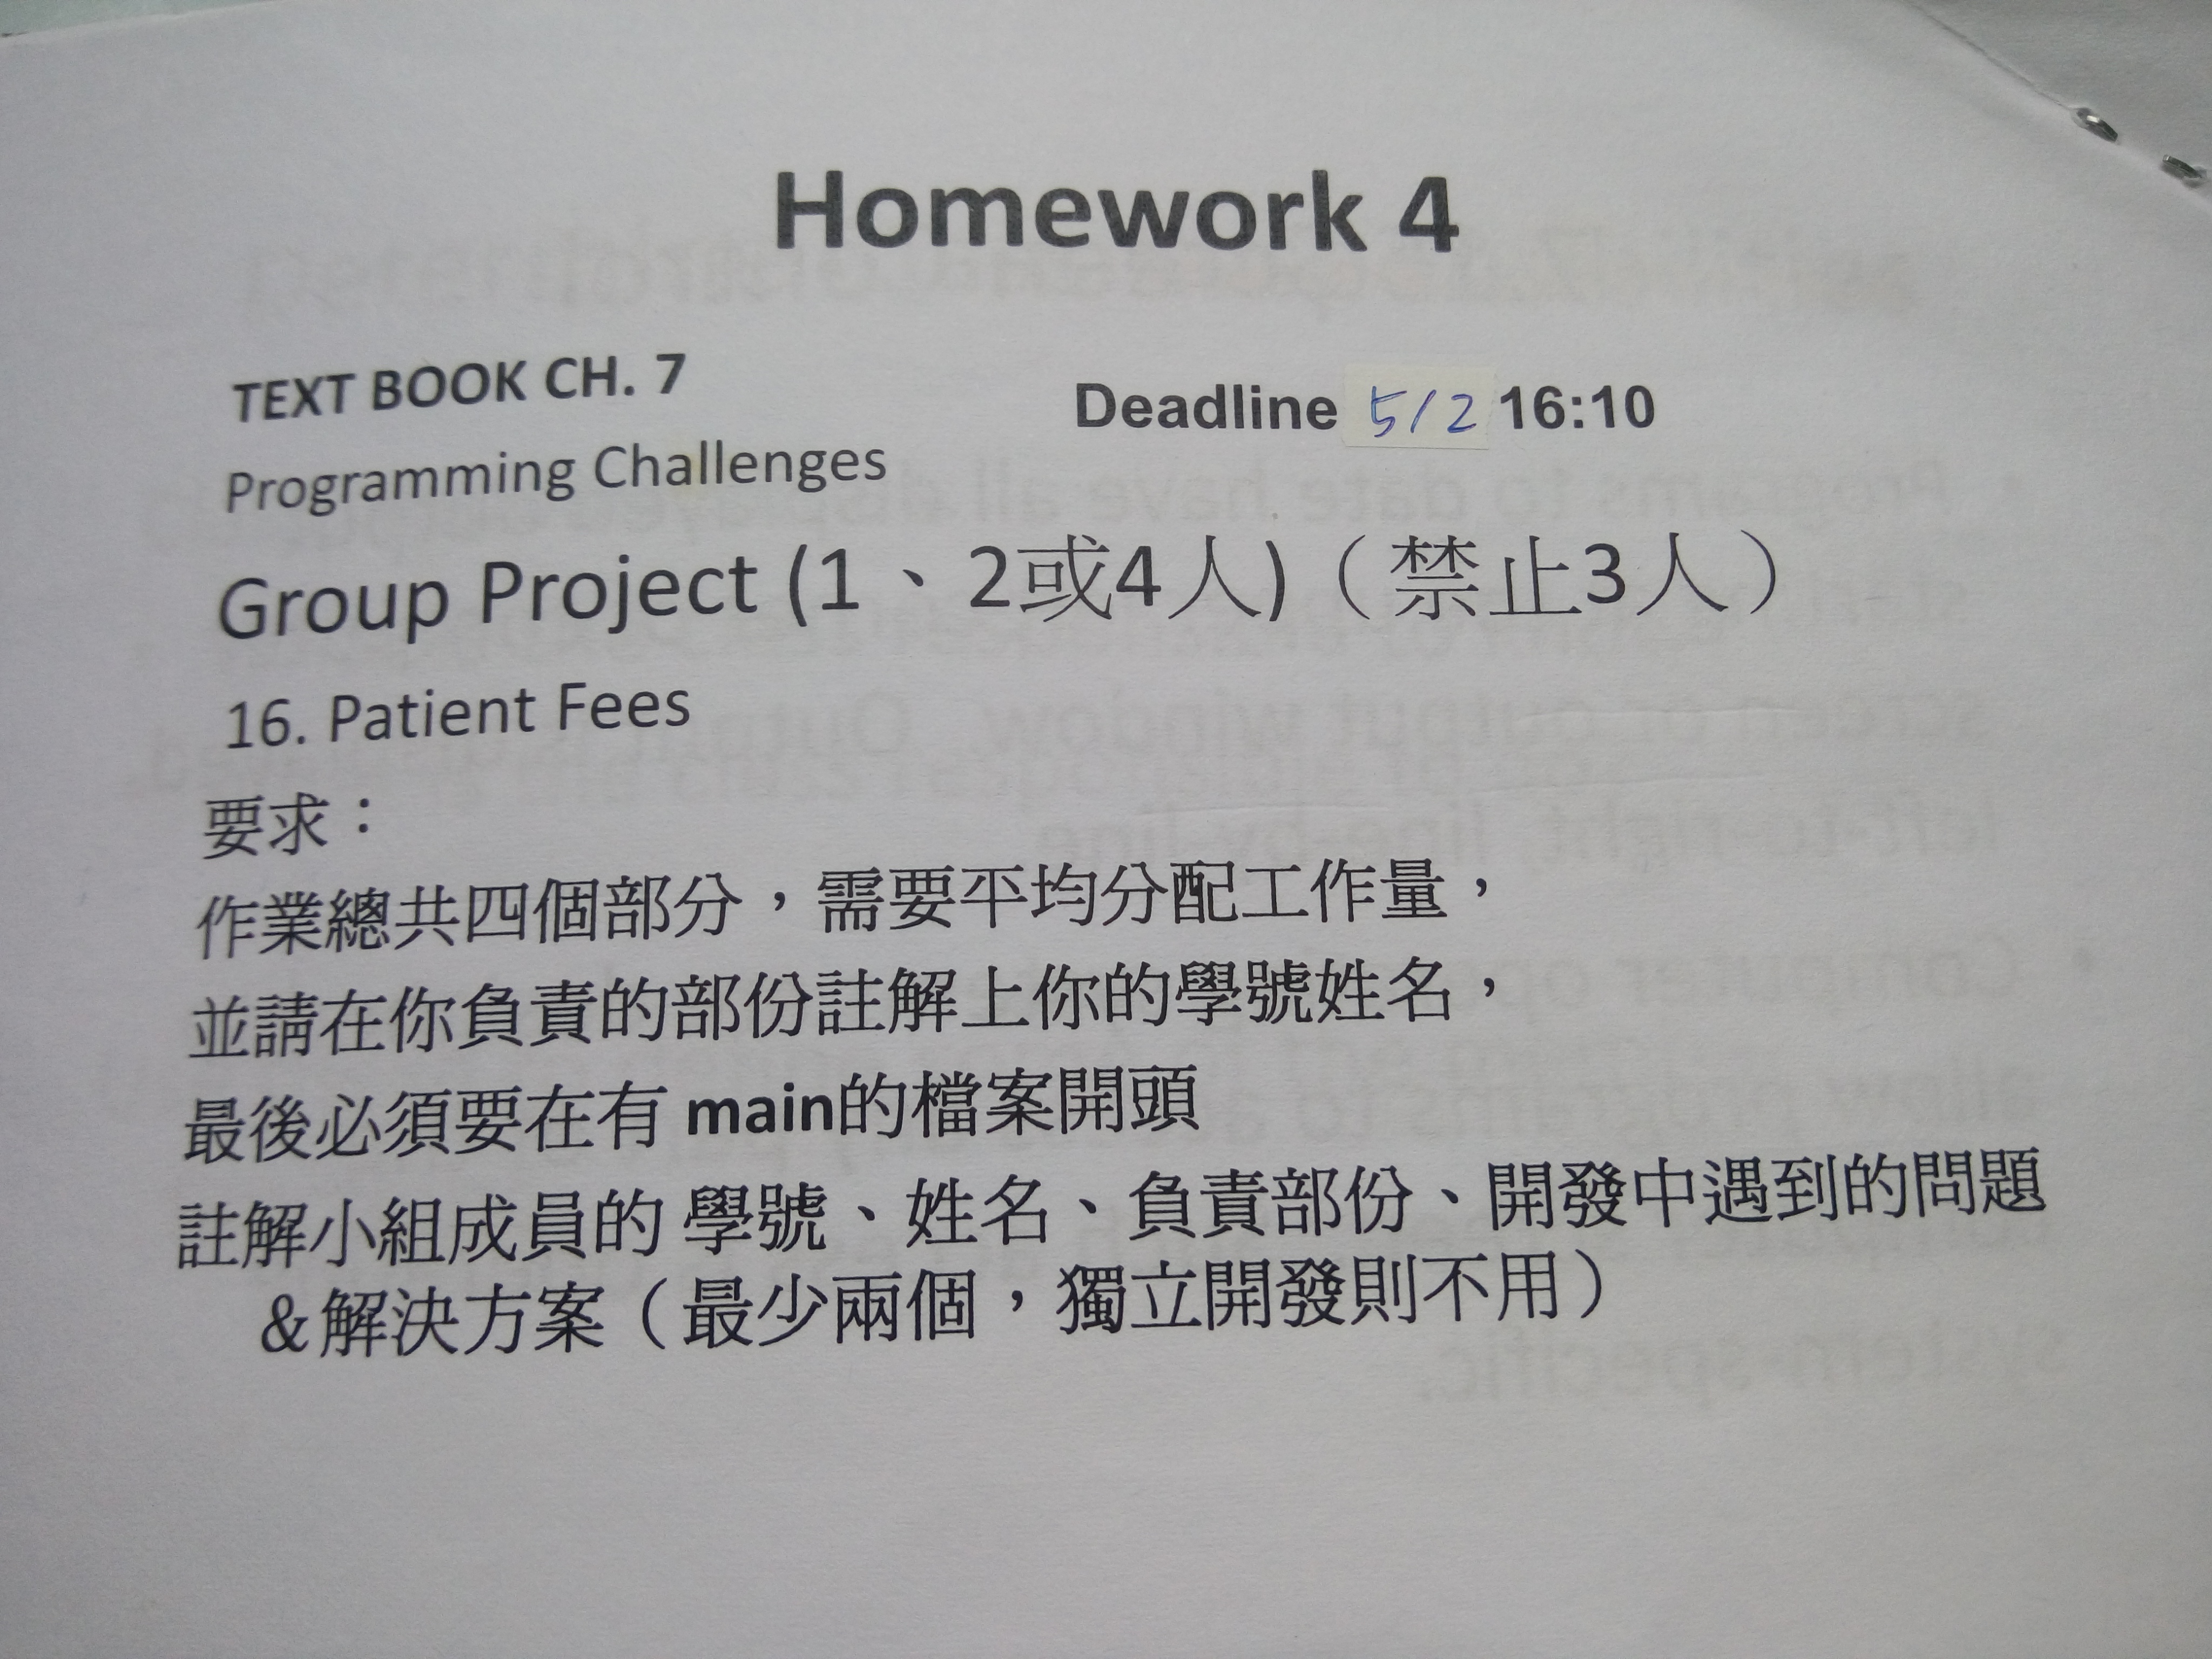 Homework 4
TEXT BOOK CH. 7
Deadline 5/2 16:10
Programming Challenges
Group Project (1、2或4人)（禁止3人）
16. Patient Fees
要求：
作業總共四個部分，需要平均分配工作量，
並請在你負責的部份註解上你的學號姓名，
最後必須要在有 main的檔案開頭
註解小組成員的 學號、姓名、負責部份、開發中遇到的問題
&解決方案（最少兩個，獨立開發則不用）